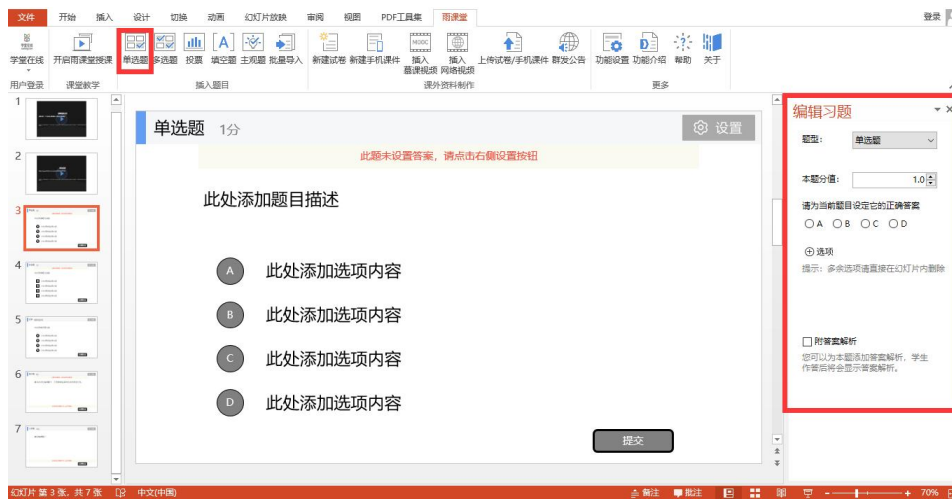 文件 开始 插入 设计 切换 动画 幻灯片放映 审阅 视图 PDF工具集 雨课堂 登录
学堂在线 开启雨课堂授课 单选题 多选题 投票 填空题 主观题 批量导入 新建试卷 新建手机课件 插入 慕课视频 插入 网络视频 上传试卷/手机课件 群发公告 功能设置 功能介绍 帮助 关于
用户登录 课堂教学 插入题目 课外资料制作 更多
1
2
3
4
5
6
7
单选题 1分
设置
此题未设置答案，请点击右侧设置按钮
此处添加题目描述
A 此处添加选项内容
B 此处添加选项内容
C 此处添加选项内容
D 此处添加选项内容
提交
编辑习题
题型： 单选题
本题分值： 1.0
请为当前题目设定它的正确答案
A B C D
选项
提示：多余选项请直接在幻灯片内删除
附答案解析
您可以为本题添加答案解析，学生
作答后将会显示答案解析。
幻灯片 第 3 张，共 7 张 中文(中国) 备注 批注 70%